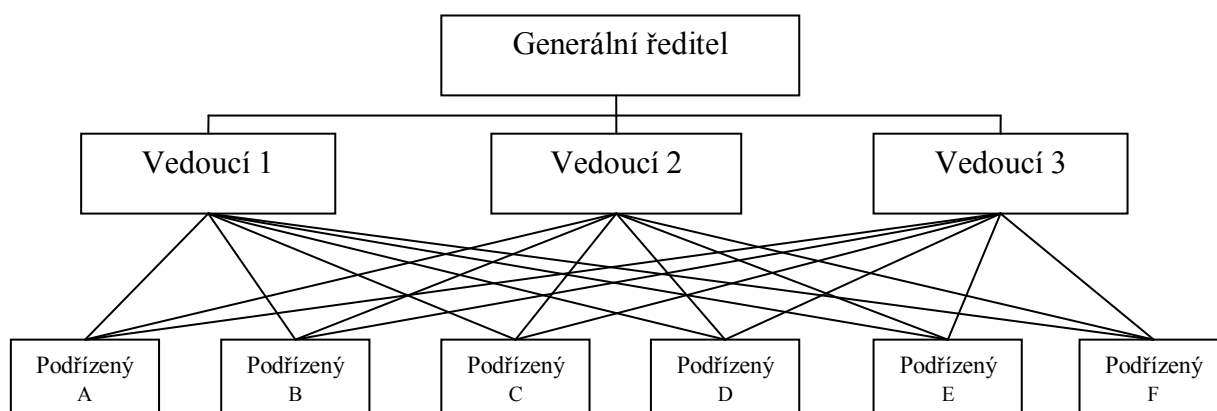 Generální ředitel
Vedoucí 1
Vedoucí 2
Vedoucí 3
Podřízený
A
Podřízený
B
Podřízený
C
Podřízený
D
Podřízený
E
Podřízený
F